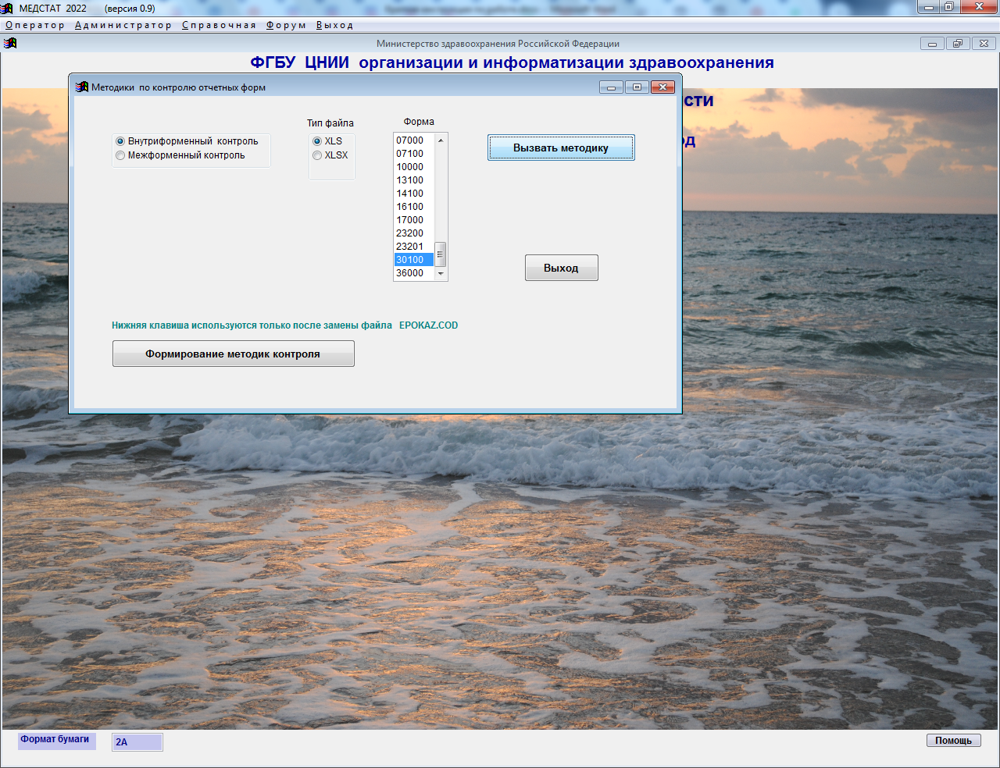 МЕДСТАТ 2022 (версия 0.9)
Оператор Администратор Справочная Форум Выход
Министерство здравоохранения Российской Федерации
ФГБУ ЦНИИ организации и информатизации здравоохранения
Методики по контролю отчетных форм
сти
од
Тип файла
Форма
Внутриформенный контроль
Межформенный контроль
XLS
XLSX
07000
07100
10000
13100
14100
16100
17000
23200
23201
30100
36000
Вызвать методику
Выход
Нижняя клавиша используются только после замены файла EPOKAZ.COD
Формирование методик контроля
Формат бумаги
2А
Помощь